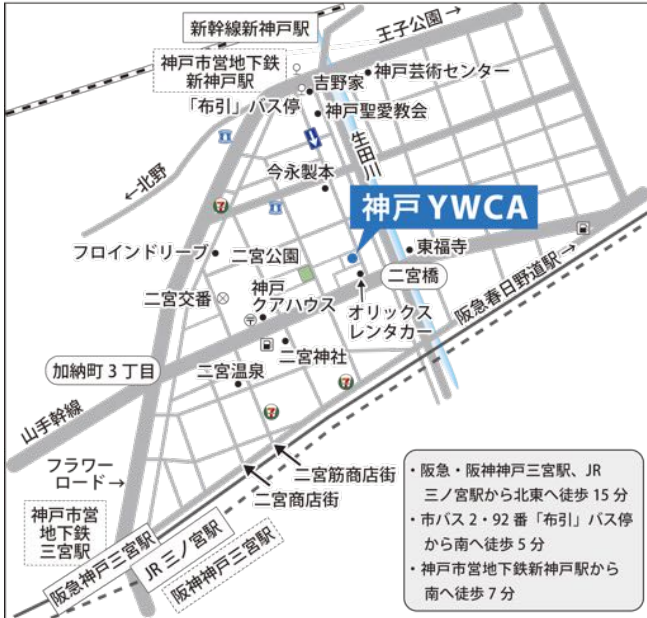 新幹線新神戸駅
王子公園
神戸市営地下鉄
新神戸駅
吉野家
神戸芸術センター
「布引」バス停
神戸聖愛教会
生田川
←北野
今永製本
神戸 YWCA
フロインドリーブ
二宮公園
東福寺
二宮橋
阪急春日野道駅→
二宮交番
神戸
クアハウス
オリックス
レンタカー
二宮神社
加納町 3 丁目
二宮温泉
山手幹線
フラワー
ロード→
二宮筋商店街
二宮商店街
神戸市営
地下鉄
三宮駅
阪急神戸三宮駅
JR 三ノ宮駅
阪神神戸三宮駅
・阪急・阪神神戸三宮駅、JR
三ノ宮駅から北東へ徒歩 15 分
・市バス 2・92 番「布引」バス停
から南へ徒歩 5 分
・神戸市営地下鉄新神戸駅から
南へ徒歩 7 分